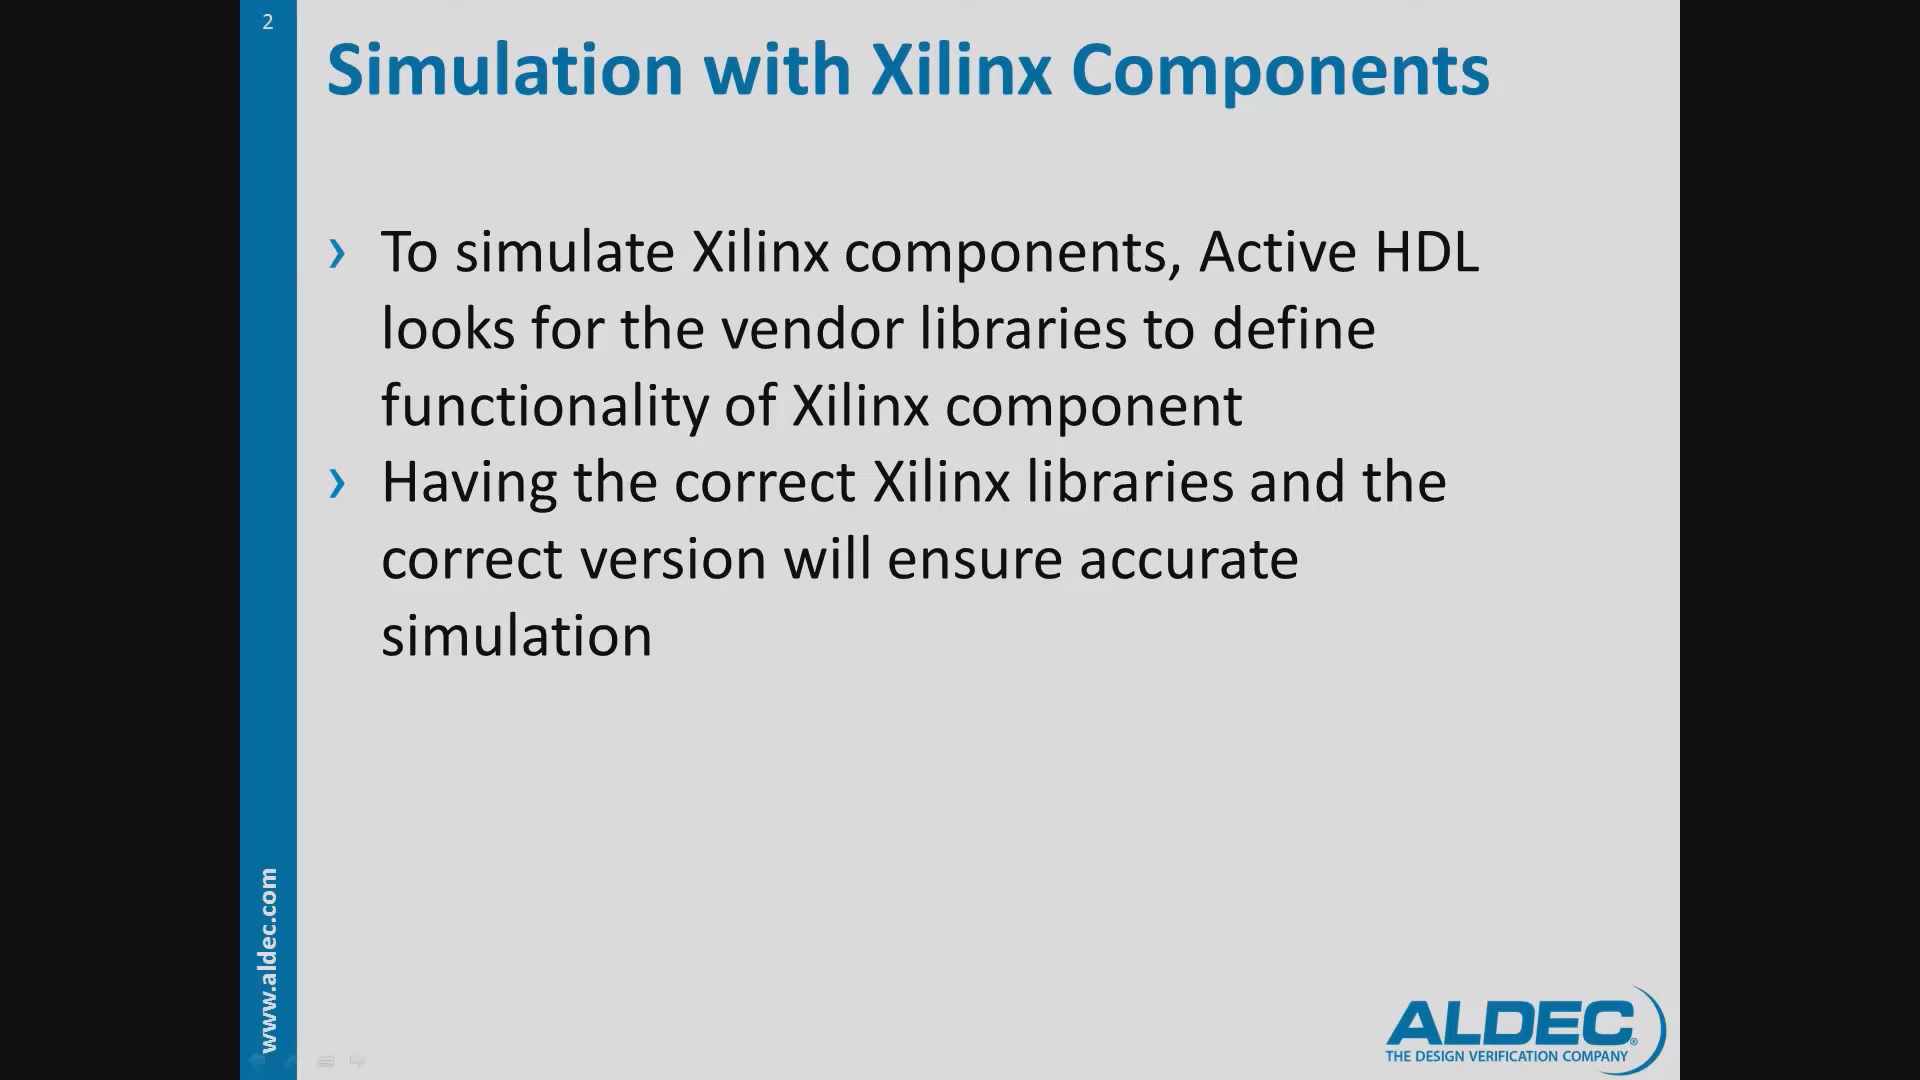 2
Simulation with Xilinx Components
› To simulate Xilinx components, Active HDL
looks for the vendor libraries to define
functionality of Xilinx component
› Having the correct Xilinx libraries and the
correct version will ensure accurate
simulation
www.aldec.com
ALDEC®
THE DESIGN VERIFICATION COMPANY